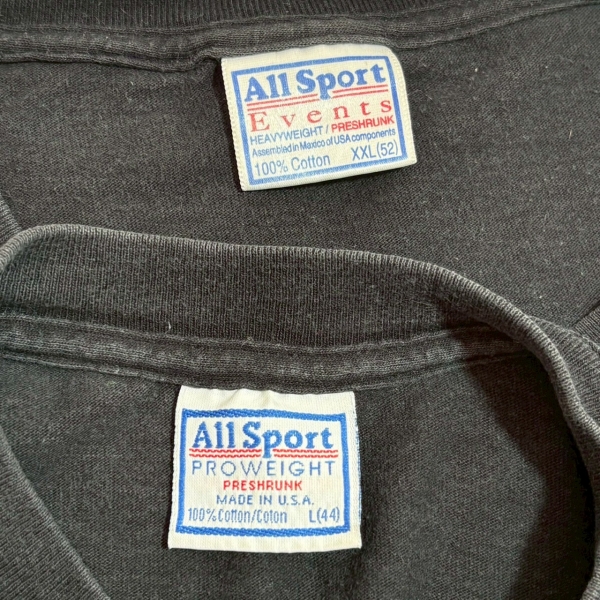 All Sport
Events
HEAVYWEIGHT / PRESHRUNK
Assembled in Mexico of USA components
100% Cotton XXL(52)
All Sport
PROWEIGHT
PRESHRUNK
MADE IN U.S.A.
100% Cotton/Coton L(44)